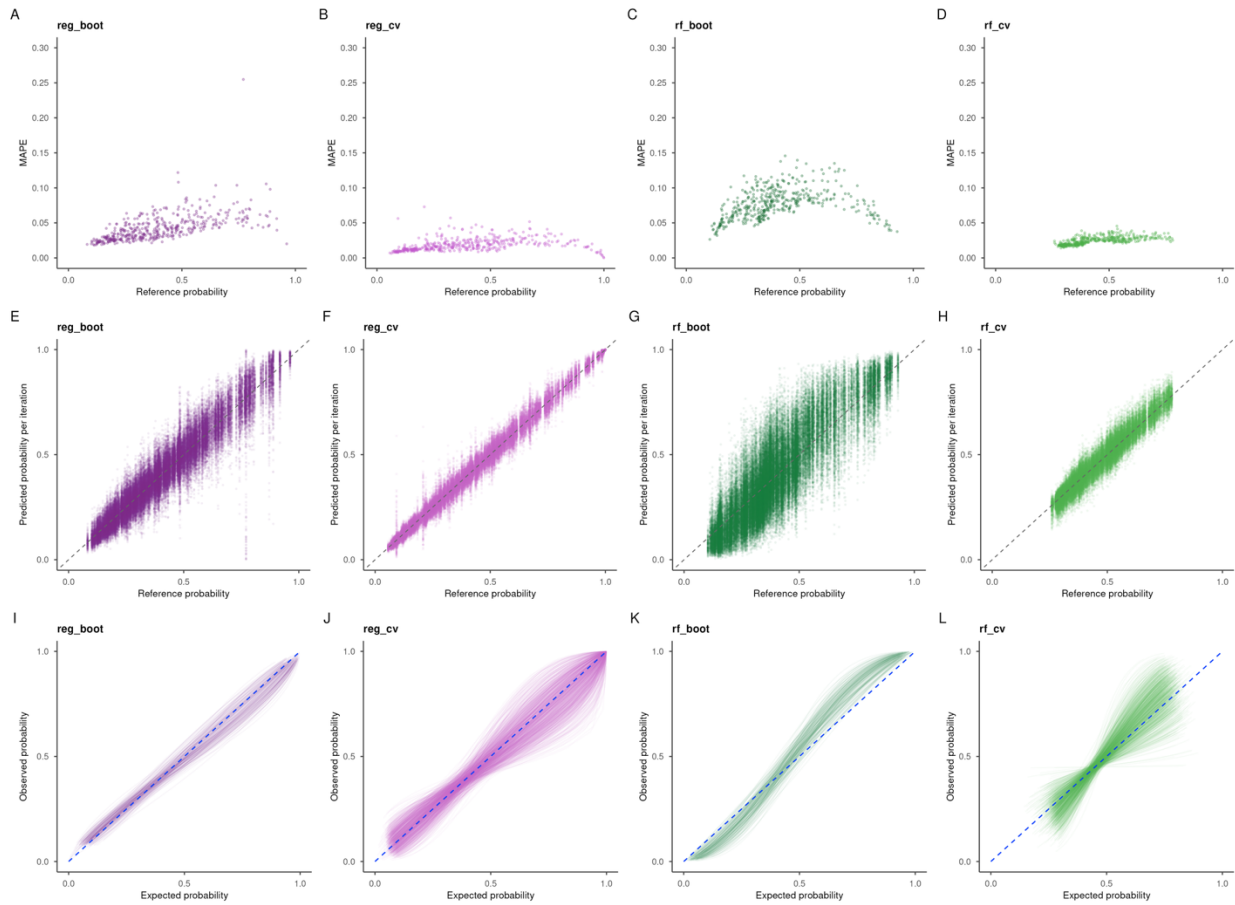 A
reg_boot
0.30
0.25
0.20
0.15
0.10
0.05
0.00
MAPE
0.0
0.5
1.0
Reference probability
B
reg_cv
0.30
0.25
0.20
0.15
0.10
0.05
0.00
MAPE
0.0
0.5
1.0
Reference probability
C
rf_boot
0.30
0.25
0.20
0.15
0.10
0.05
0.00
MAPE
0.0
0.5
1.0
Reference probability
D
rf_cv
0.30
0.25
0.20
0.15
0.10
0.05
0.00
MAPE
0.0
0.5
1.0
Reference probability
E
reg_boot
1.0
0.5
0.0
Predicted probability per iteration
0.0
0.5
1.0
Reference probability
F
reg_cv
1.0
0.5
0.0
Predicted probability per iteration
0.0
0.5
1.0
Reference probability
G
rf_boot
1.0
0.5
0.0
Predicted probability per iteration
0.0
0.5
1.0
Reference probability
H
rf_cv
1.0
0.5
0.0
Predicted probability per iteration
0.0
0.5
1.0
Reference probability
I
reg_boot
1.0
0.5
0.0
Observed probability
0.0
0.5
1.0
Expected probability
J
reg_cv
1.0
0.5
0.0
Observed probability
0.0
0.5
1.0
Expected probability
K
rf_boot
1.0
0.5
0.0
Observed probability
0.0
0.5
1.0
Expected probability
L
rf_cv
1.0
0.5
0.0
Observed probability
0.0
0.5
1.0
Expected probability